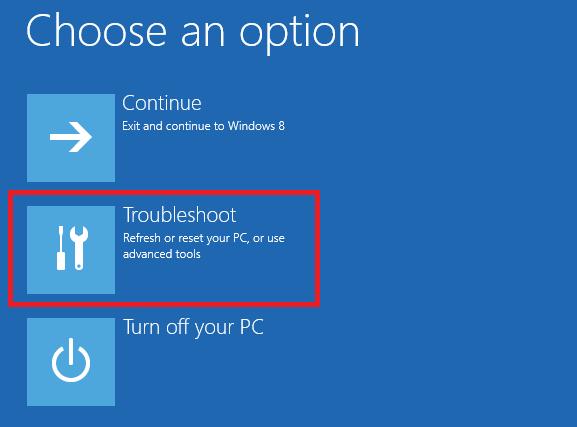 Choose an option
Continue
Exit and continue to Windows 8
Troubleshoot
Refresh or reset your PC, or use
advanced tools
Turn off your PC